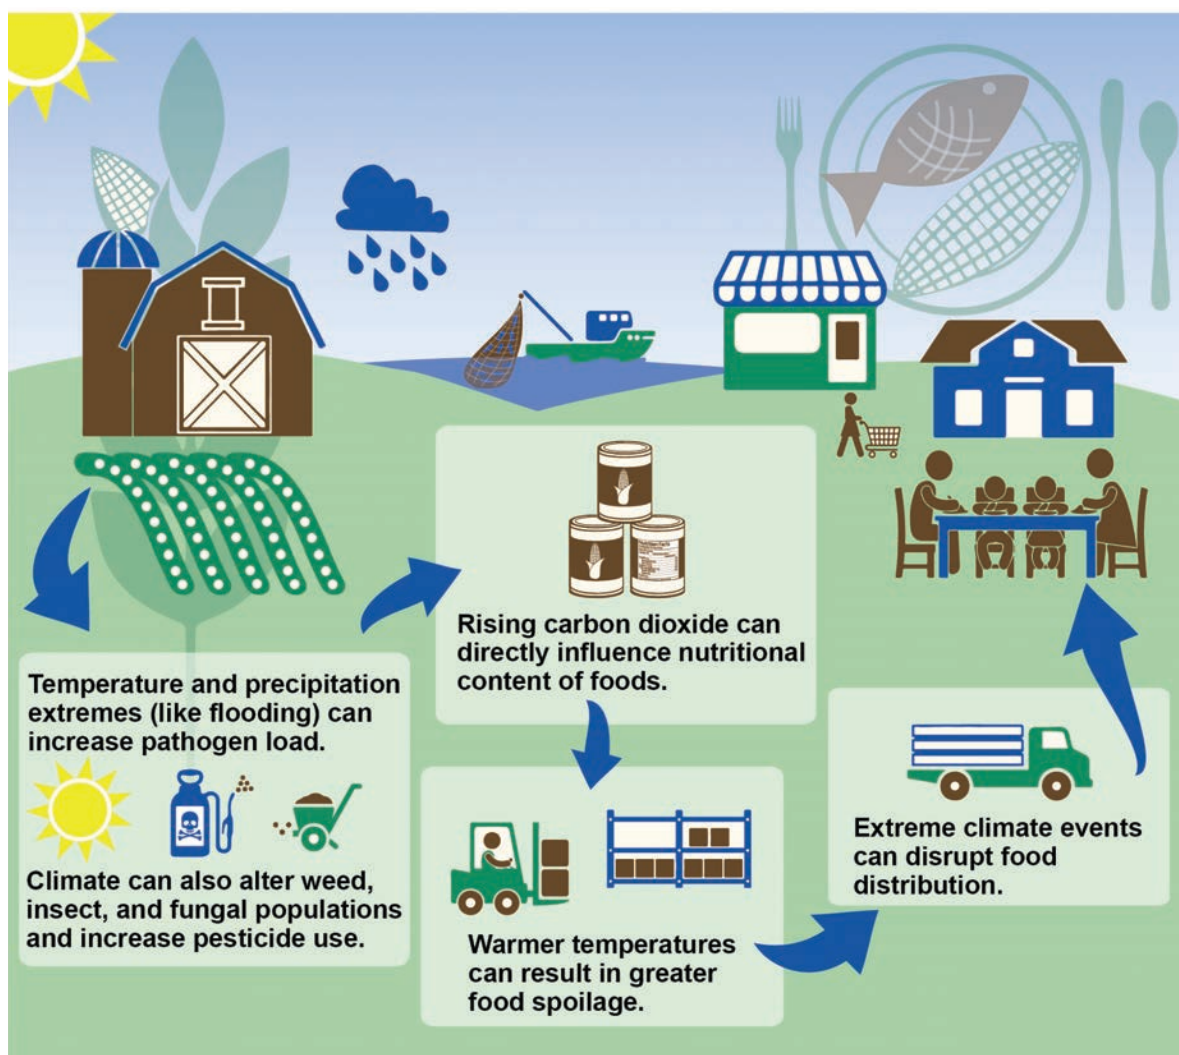 Temperature and precipitation
extremes (like flooding) can
increase pathogen load.
Climate can also alter weed,
insect, and fungal populations
and increase pesticide use.
Rising carbon dioxide can
directly influence nutritional
content of foods.
Warmer temperatures
can result in greater
food spoilage.
Extreme climate events
can disrupt food
distribution.